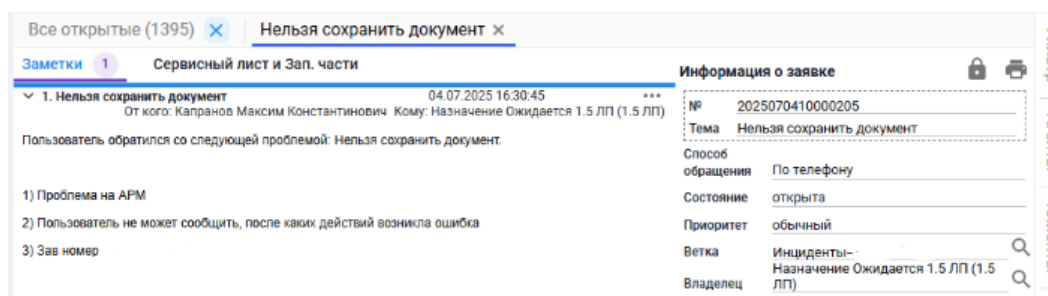 Все открытые (1395) ×
Нельзя сохранить документ ×
Заметки 1
Сервисный лист и Зап. части
1. Нельзя сохранить документ 04.07.2025 16:30:45 •••
От кого: Капранов Максим Константинович Кому: Назначение Ожидается 1.5 ЛП (1.5 ЛП)
Пользователь обратился со следующей проблемой: Нельзя сохранить документ.
1) Проблема на АРМ
2) Пользователь не может сообщить, после каких действий возникла ошибка
3) Зав номер
Информация о заявке
№ 2025070410000205
Тема Нельзя сохранить документ
Способ
обращения По телефону
Состояние открыта
Приоритет обычный
Ветка Инциденты–
Владелец Назначение Ожидается 1.5 ЛП (1.5
ЛП)